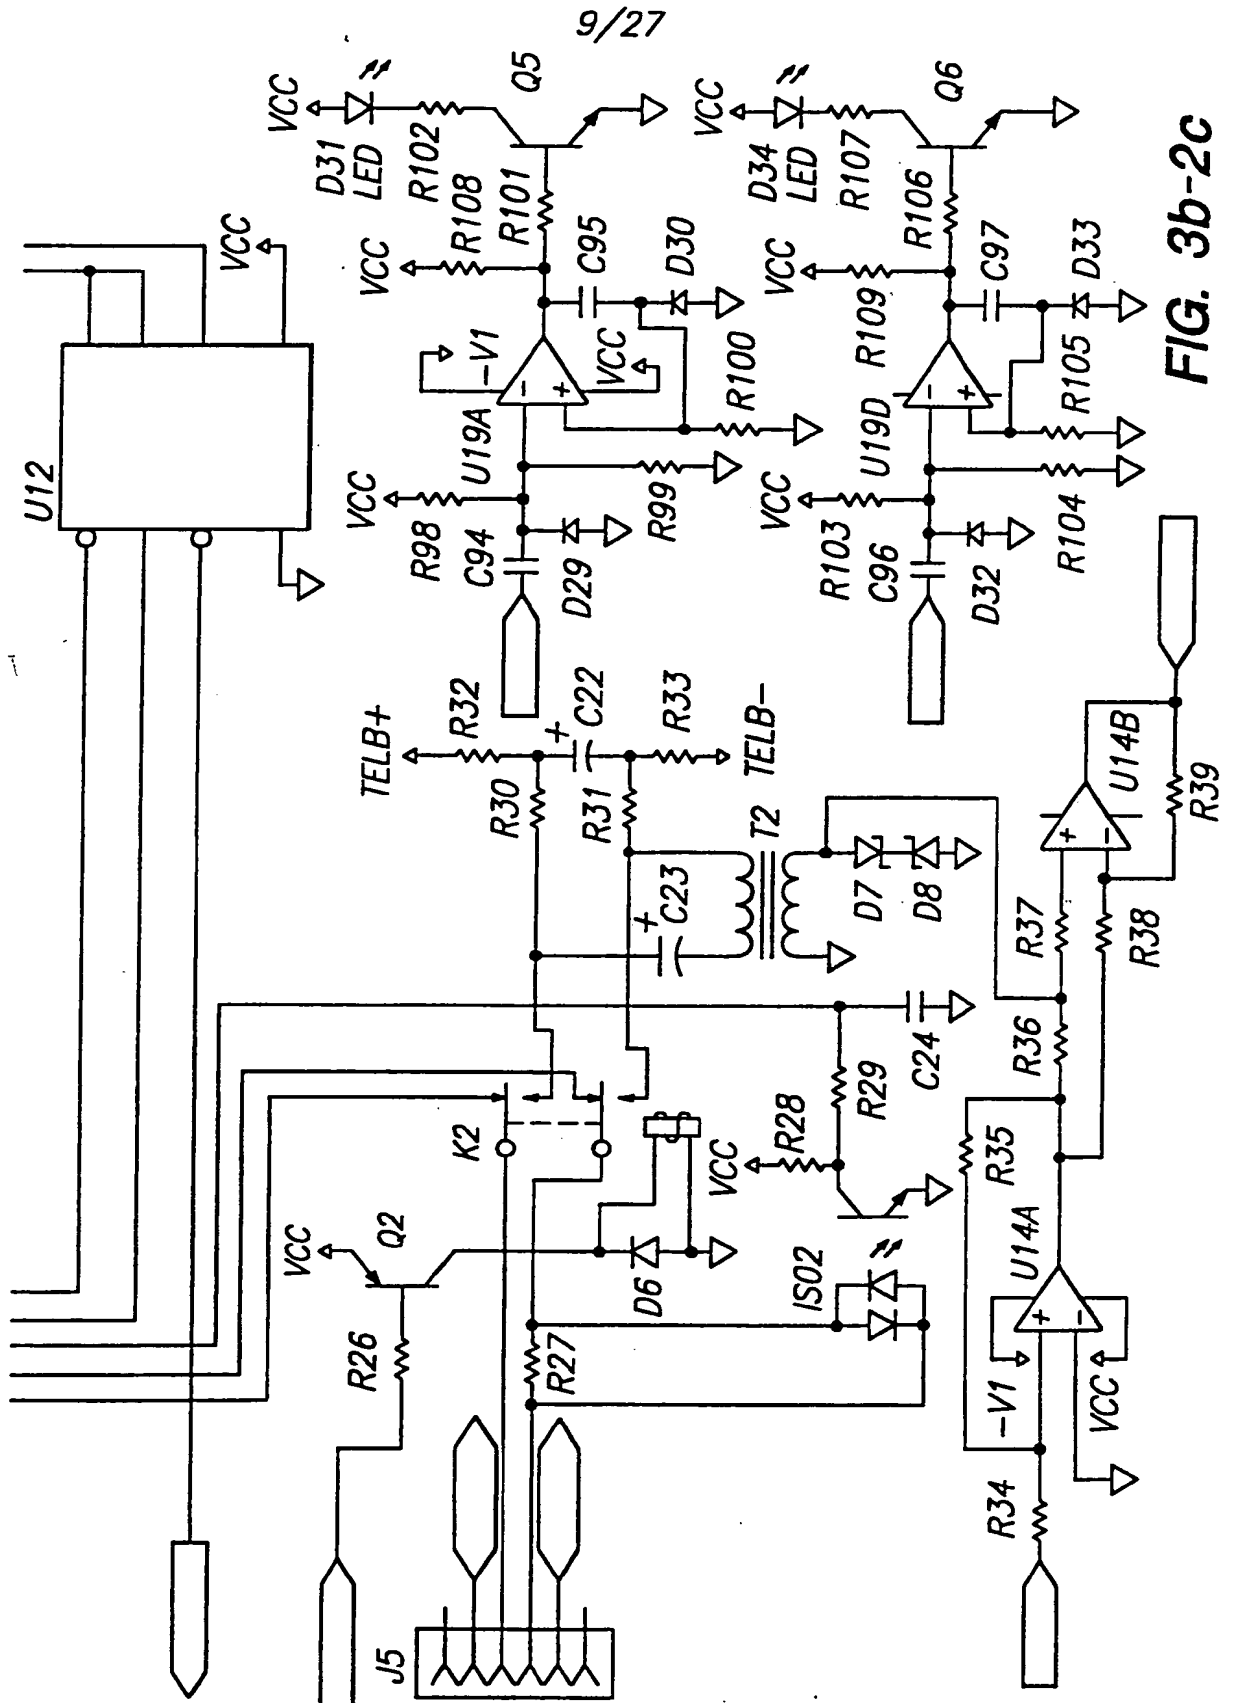 9/27
U12
VCC
VCC
D31
LED
R102
Q5
VCC
R108
R101
C95
D30
-V1
VCC
-
+
U19A
R100
VCC
R98
C94
D29
R99
VCC
D34
LED
R107
Q6
VCC
R109
R106
C97
D33
-
+
U19D
R105
VCC
R103
C96
D32
R104
TELB+
R32
+
C22
R33
TELB-
R30
R31
+
C23
T2
D7
D8
K2
VCC
Q2
R26
D6
R27
J5
VCC
R28
R29
C24
ISO2
R34
-V1
VCC
+
-
U14A
R35
R36
R37
R38
+
-
U14B
R39
FIG. 3b-2c